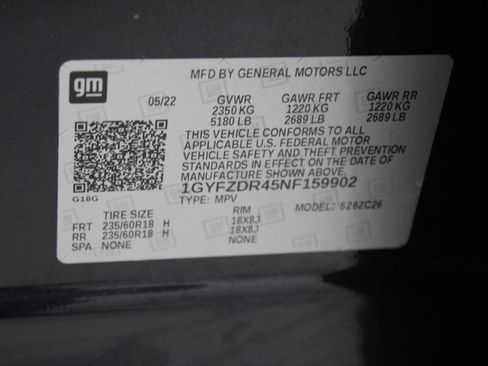 gm
MFD BY GENERAL MOTORS LLC
05/22 GVWR GAWR FRT GAWR RR
2350 KG 1220 KG 1220 KG
5180 LB 2689 LB 2689 LB
THIS VEHICLE CONFORMS TO ALL
APPLICABLE U.S. FEDERAL MOTOR
VEHICLE SAFETY AND THEFT PREVENTION
STANDARDS IN EFFECT ON THE DATE OF
MANUFACTURE SHOWN ABOVE.
1GYFZDR45NF159902
G18G TYPE: MPV MODEL: 526ZC26
TIRE SIZE RIM
FRT 235/60R18 H 18X8J
RR 235/60R18 H 18X8J
SPA NONE NONE